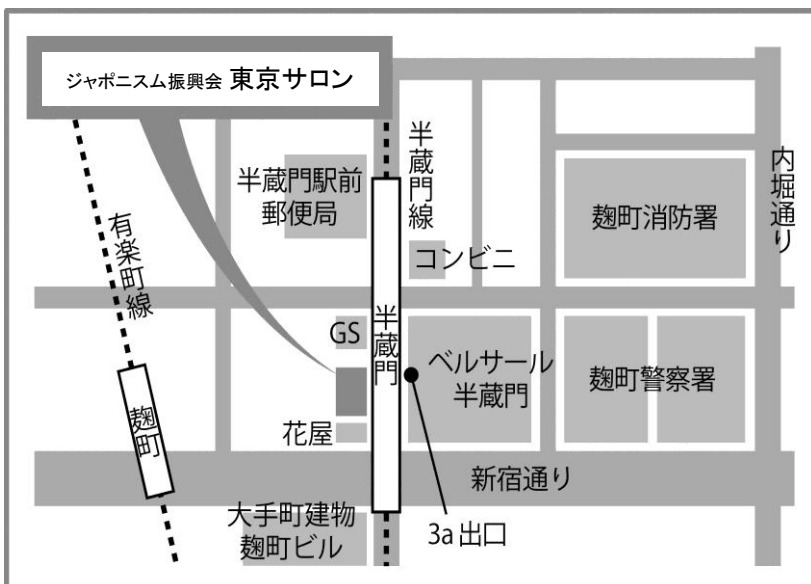 ジャポニスム振興会 東京サロン
半蔵門線
内堀通り
半蔵門駅前
郵便局
麹町消防署
有楽町線
コンビニ
GS
半蔵門
ベルサール
半蔵門
麹町警察署
麹町
花屋
新宿通り
大手町建物
麹町ビル
3a出口